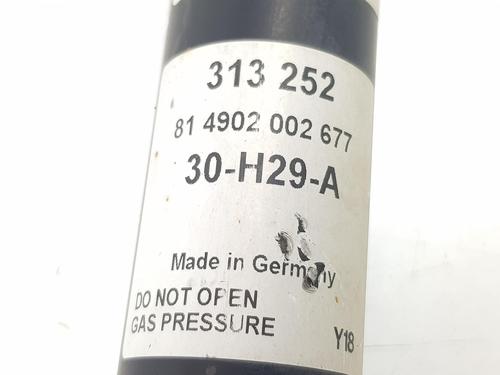 313 252
81 4902 002 677
30-H29-A
Made in Germany
DO NOT OPEN
GAS PRESSURE
Y18